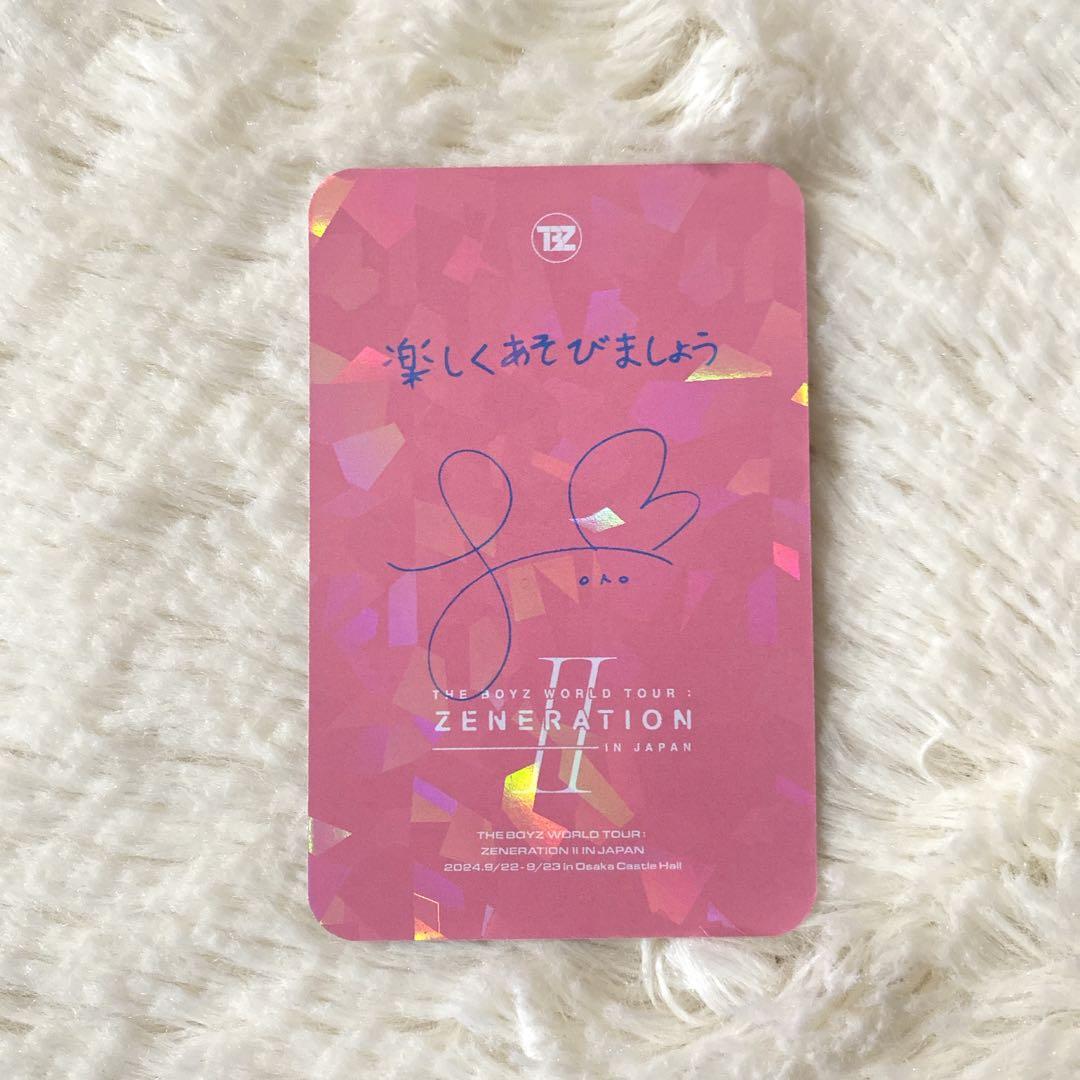 TBZ
楽しくあそびましょう
THE BOYZ WORLD TOUR :
ZENERATION
II
IN JAPAN
THE BOYZ WORLD TOUR :
ZENERATION II IN JAPAN
2024.9/22-9/23 in Osaka Castle Hall